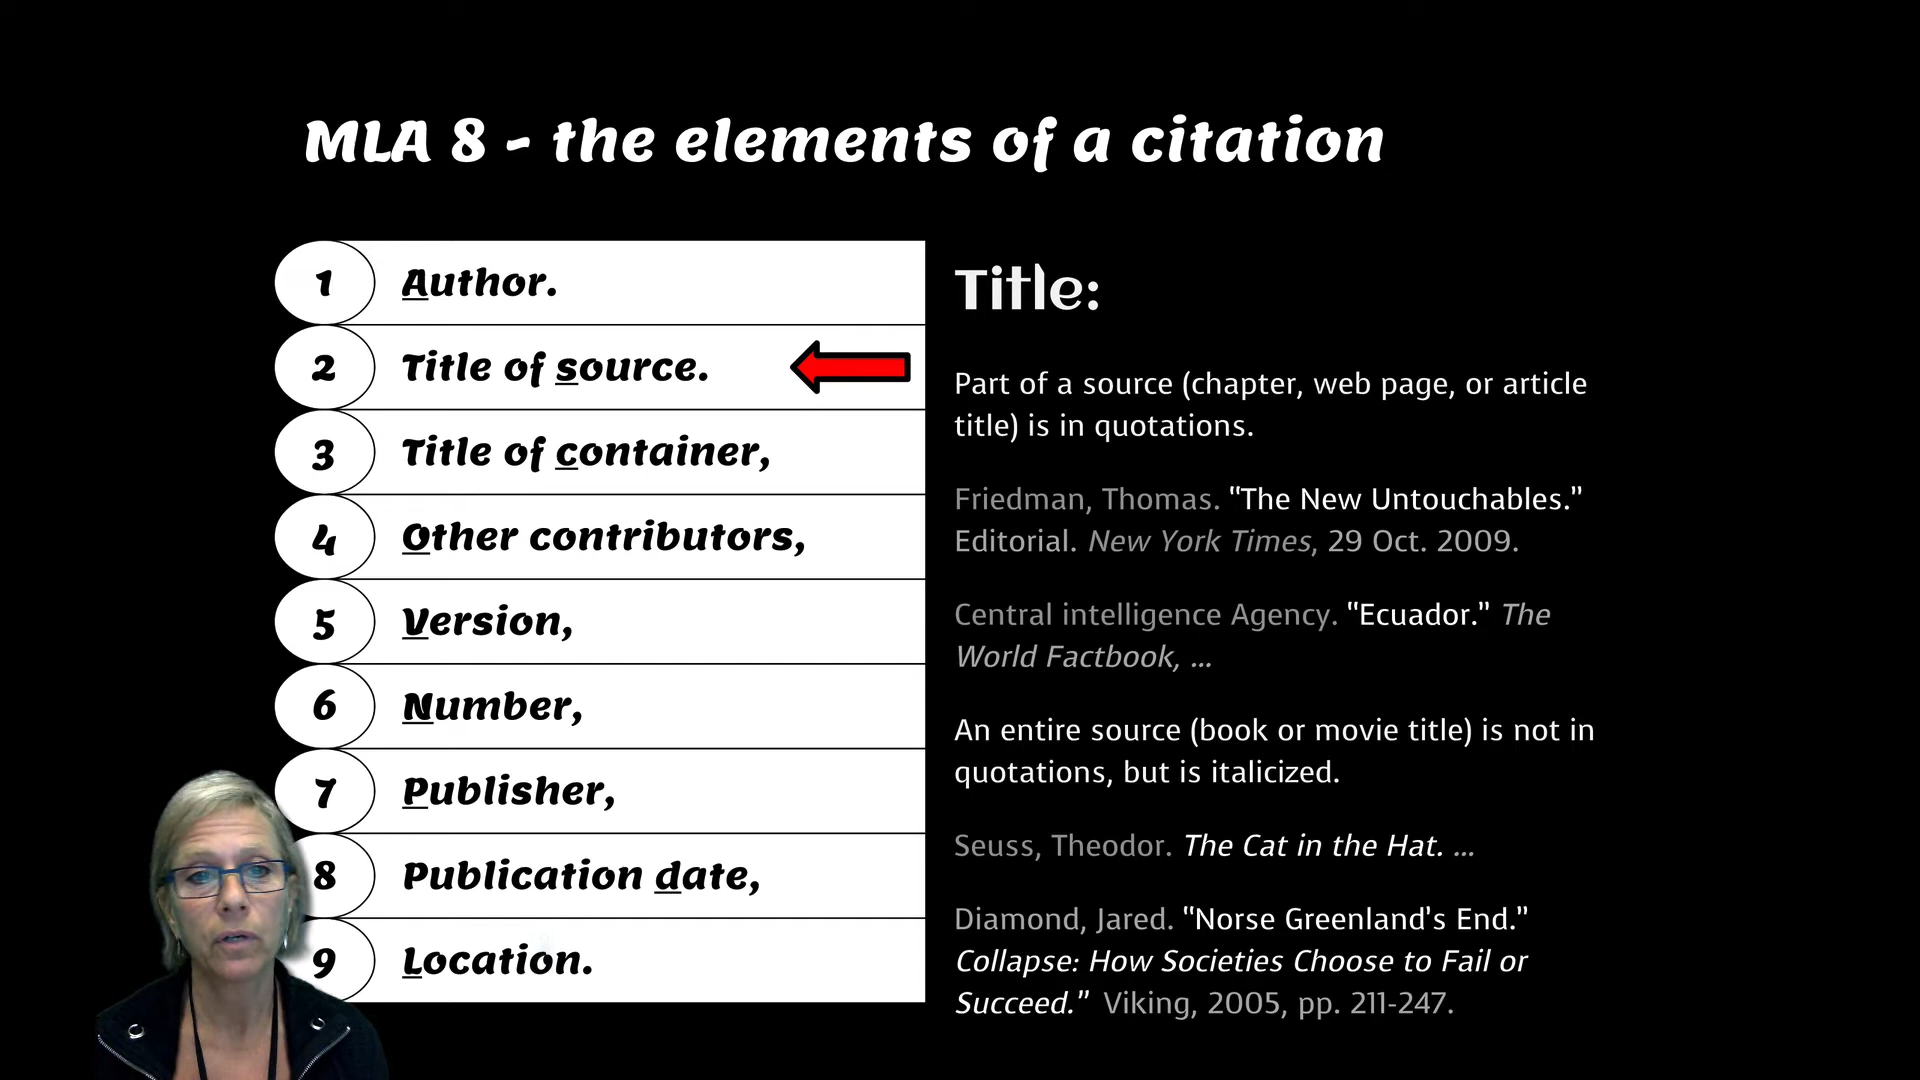 MLA 8 - the elements of a citation
1 Author.
2 Title of source.
3 Title of container,
4 Other contributors,
5 Version,
6 Number,
7 Publisher,
8 Publication date,
9 Location.
Title:
Part of a source (chapter, web page, or article
title) is in quotations.
Friedman, Thomas. “The New Untouchables.”
Editorial. New York Times, 29 Oct. 2009.
Central intelligence Agency. “Ecuador.” The
World Factbook, ...
An entire source (book or movie title) is not in
quotations, but is italicized.
Seuss, Theodor. The Cat in the Hat. ...
Diamond, Jared. “Norse Greenland’s End.”
Collapse: How Societies Choose to Fail or
Succeed.” Viking, 2005, pp. 211-247.